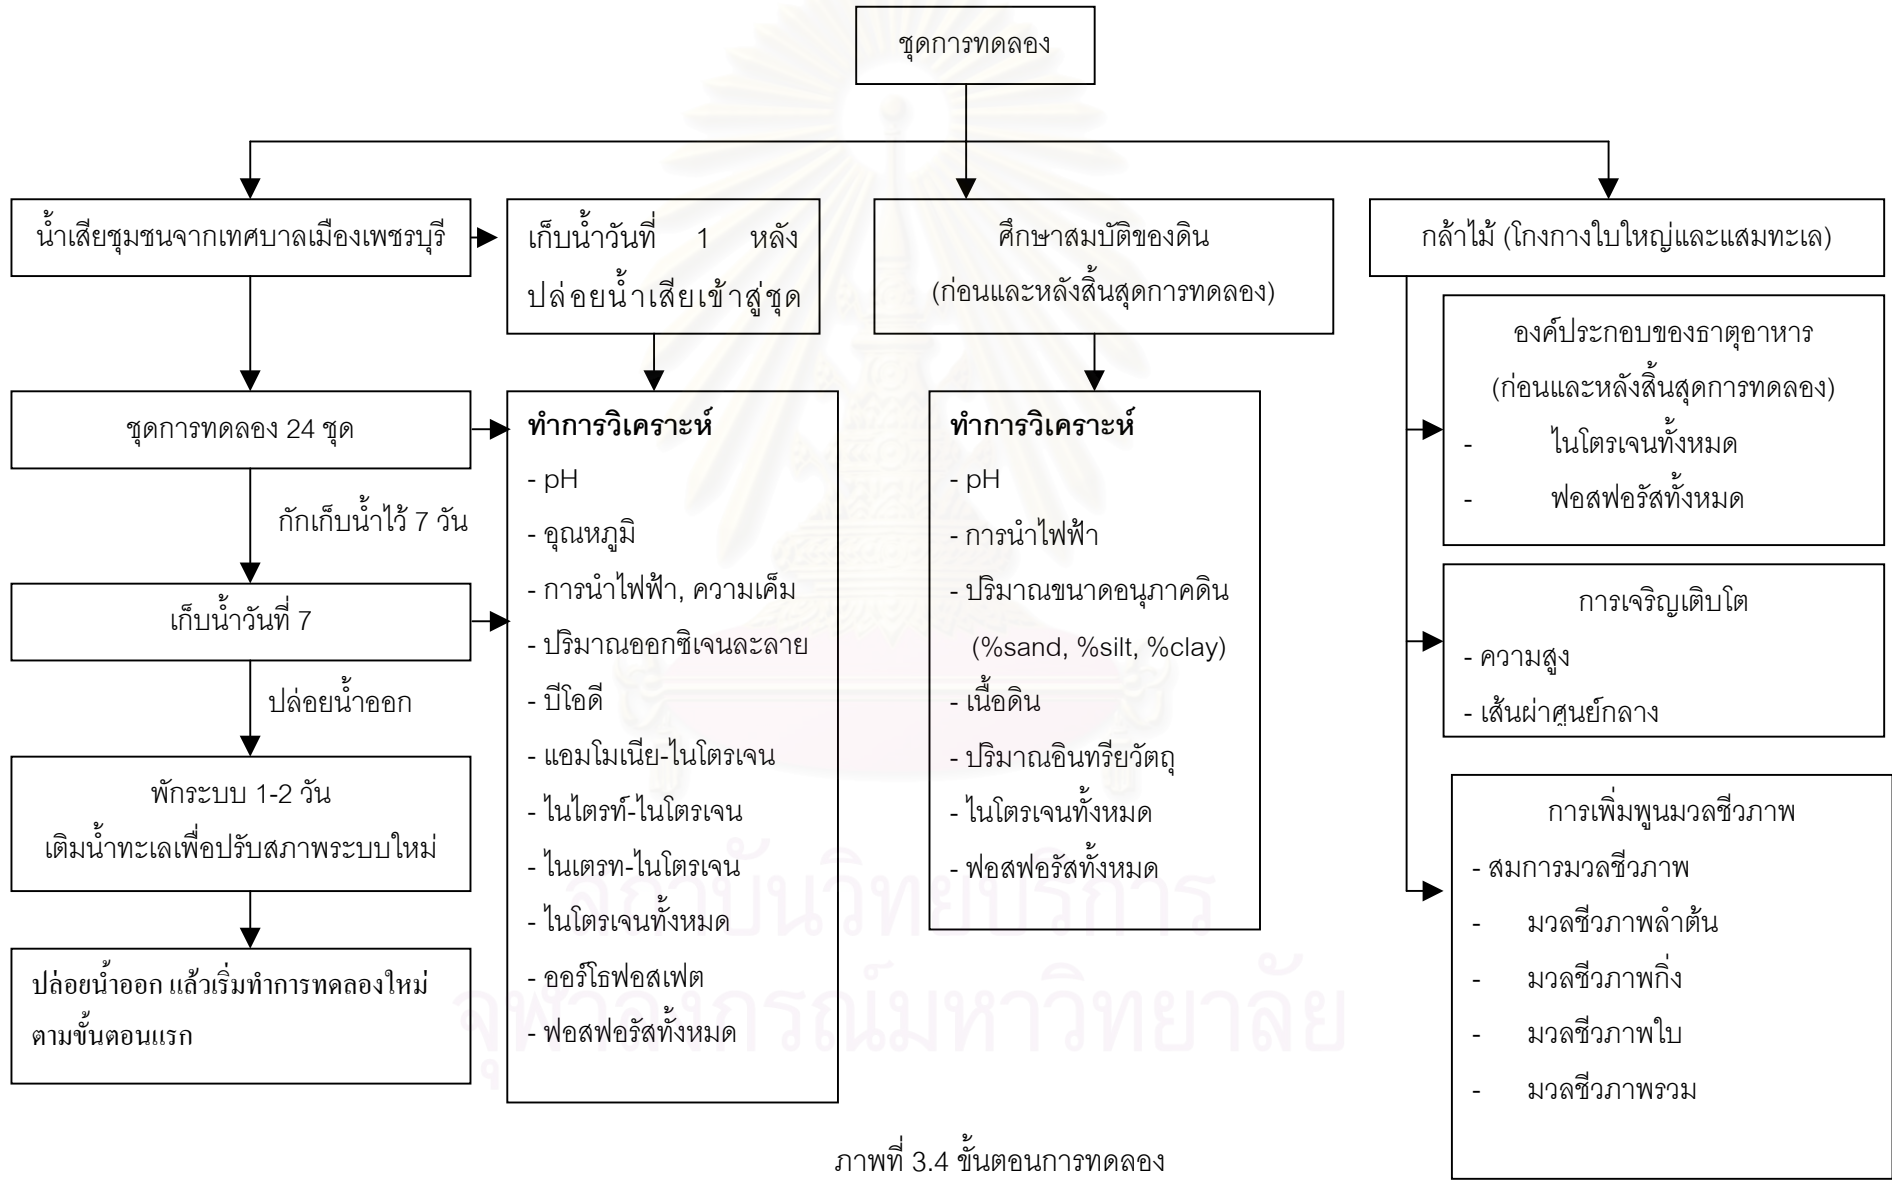 ชุดการทดลอง
น้ำเสียชุมชนจากเทศบาลเมืองเพชรบุรี
ชุดการทดลอง 24 ชุด
กักเก็บน้ำไว้ 7 วัน
เก็บน้ำวันที่ 7
ปล่อยน้ำออก
พักระบบ 1-2 วัน
เติมน้ำทะเลเพื่อปรับสภาพระบบใหม่
ปล่อยน้ำออก แล้วเริ่มทำการทดลองใหม่
ตามขั้นตอนแรก
เก็บน้ำวันที่ 1 หลัง
ปล่อยน้ำเสียเข้าสู่ชุด
ทำการวิเคราะห์
- pH
- อุณหภูมิ
- การนำไฟฟ้า, ความเค็ม
- ปริมาณออกซิเจนละลาย
- บีโอดี
- แอมโมเนีย-ไนโตรเจน
- ไนไตรท์-ไนโตรเจน
- ไนเตรท-ไนโตรเจน
- ไนโตรเจนทั้งหมด
- ออร์โธฟอสเฟต
- ฟอสฟอรัสทั้งหมด
ศึกษาสมบัติของดิน
(ก่อนและหลังสิ้นสุดการทดลอง)
ทำการวิเคราะห์
- pH
- การนำไฟฟ้า
- ปริมาณขนาดอนุภาคดิน
(%sand, %silt, %clay)
- เนื้อดิน
- ปริมาณอินทรียวัตถุ
- ไนโตรเจนทั้งหมด
- ฟอสฟอรัสทั้งหมด
กล้าไม้ (โกงกางใบใหญ่และแสมทะเล)
องค์ประกอบของธาตุอาหาร
(ก่อนและหลังสิ้นสุดการทดลอง)
- ไนโตรเจนทั้งหมด
- ฟอสฟอรัสทั้งหมด
การเจริญเติบโต
- ความสูง
- เส้นผ่าศูนย์กลาง
การเพิ่มพูนมวลชีวภาพ
- สมการมวลชีวภาพ
- มวลชีวภาพลำต้น
- มวลชีวภาพกิ่ง
- มวลชีวภาพใบ
- มวลชีวภาพรวม
สถาบันวิทยบริการ
จุฬาลงกรณ์มหาวิทยาลัย
ภาพที่ 3.4 ขั้นตอนการทดลอง